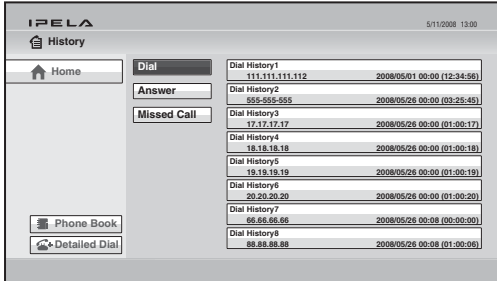 IPELA
5/11/2008 13:00
History
Home
Dial
Answer
Missed Call
Dial History1
111.111.111.112 2008/05/01 00:00 (12:34:56)
Dial History2
555-555-555 2008/05/26 00:00 (03:25:45)
Dial History3
17.17.17.17 2008/05/26 00:00 (01:00:17)
Dial History4
18.18.18.18 2008/05/26 00:00 (01:00:18)
Dial History5
19.19.19.19 2008/05/26 00:00 (01:00:19)
Dial History6
20.20.20.20 2008/05/26 00:00 (01:00:20)
Dial History7
66.66.66.66 2008/05/26 00:08 (00:00:00)
Dial History8
88.88.88.88 2008/05/26 00:08 (01:00:06)
Phone Book
Detailed Dial